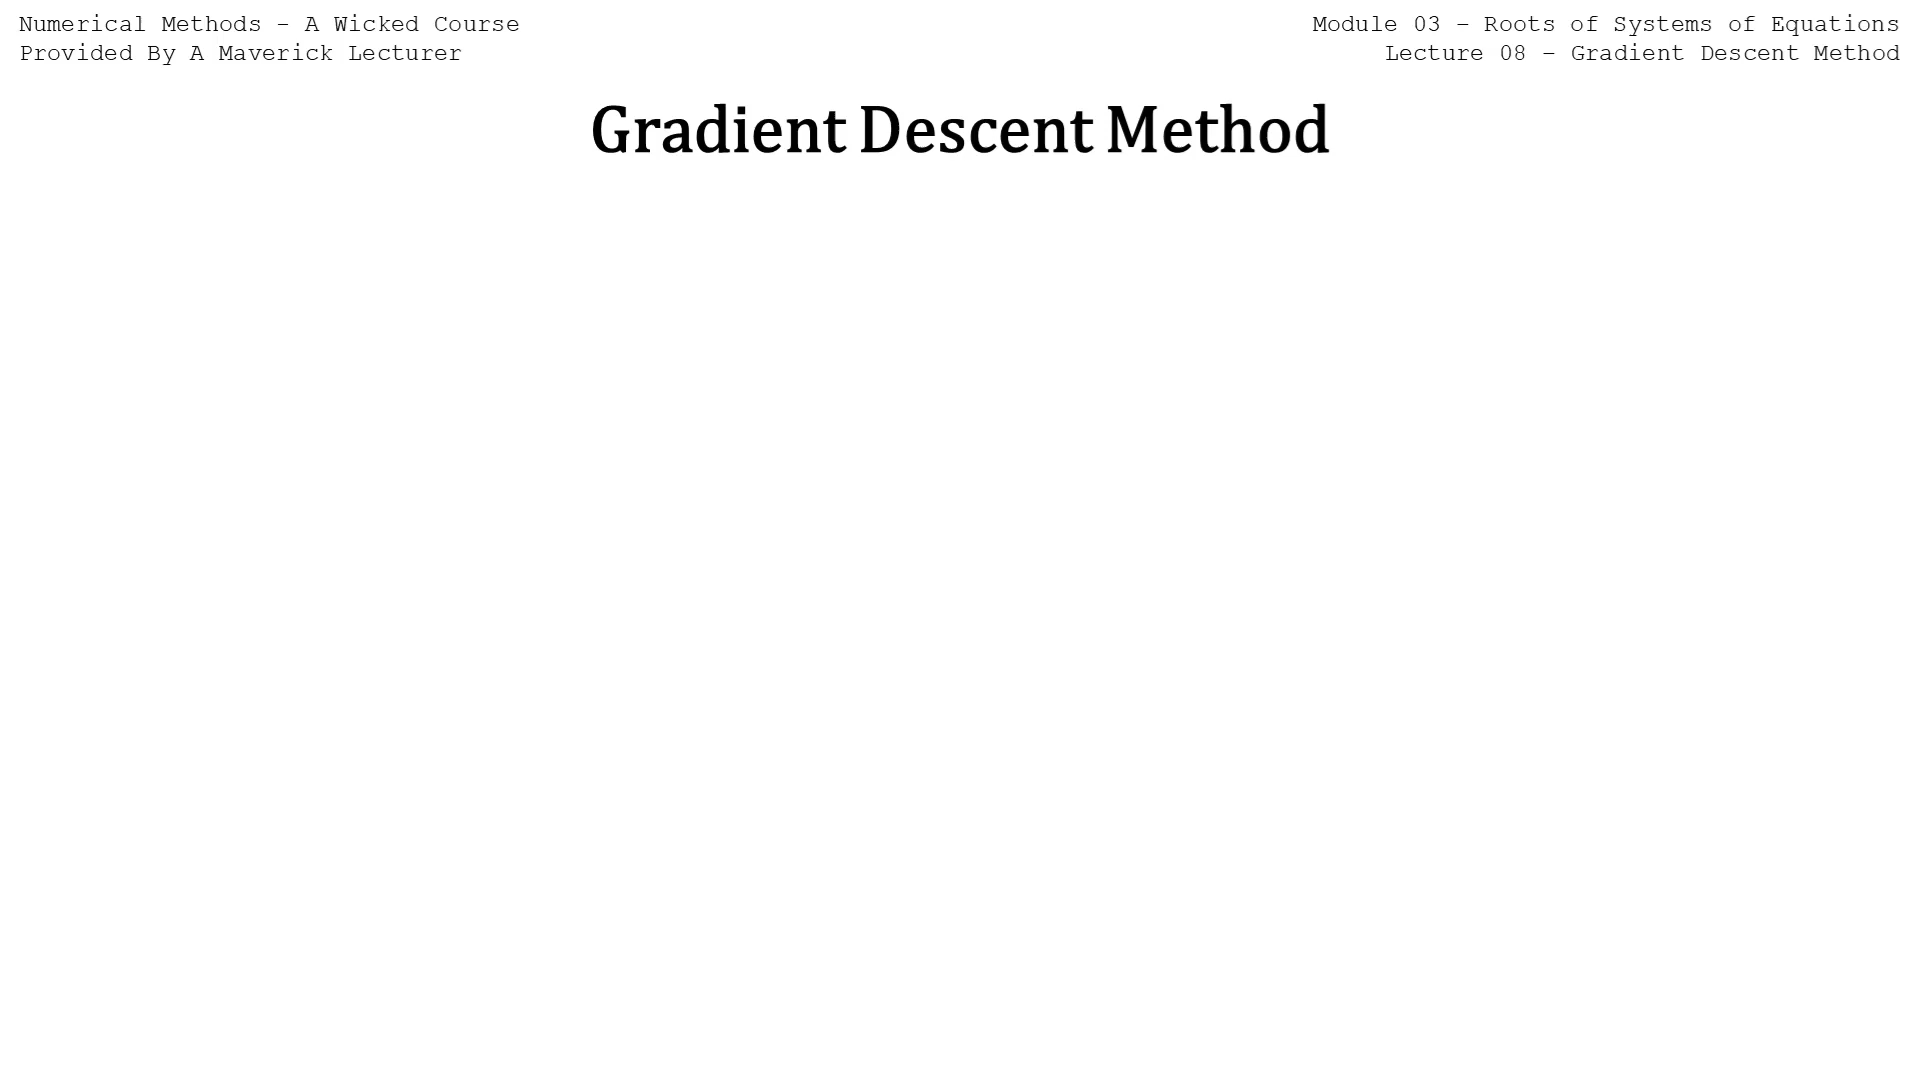 Numerical Methods - A Wicked Course
Provided By A Maverick Lecturer
Module 03 – Roots of Systems of Equations
Lecture 08 – Gradient Descent Method
Gradient Descent Method